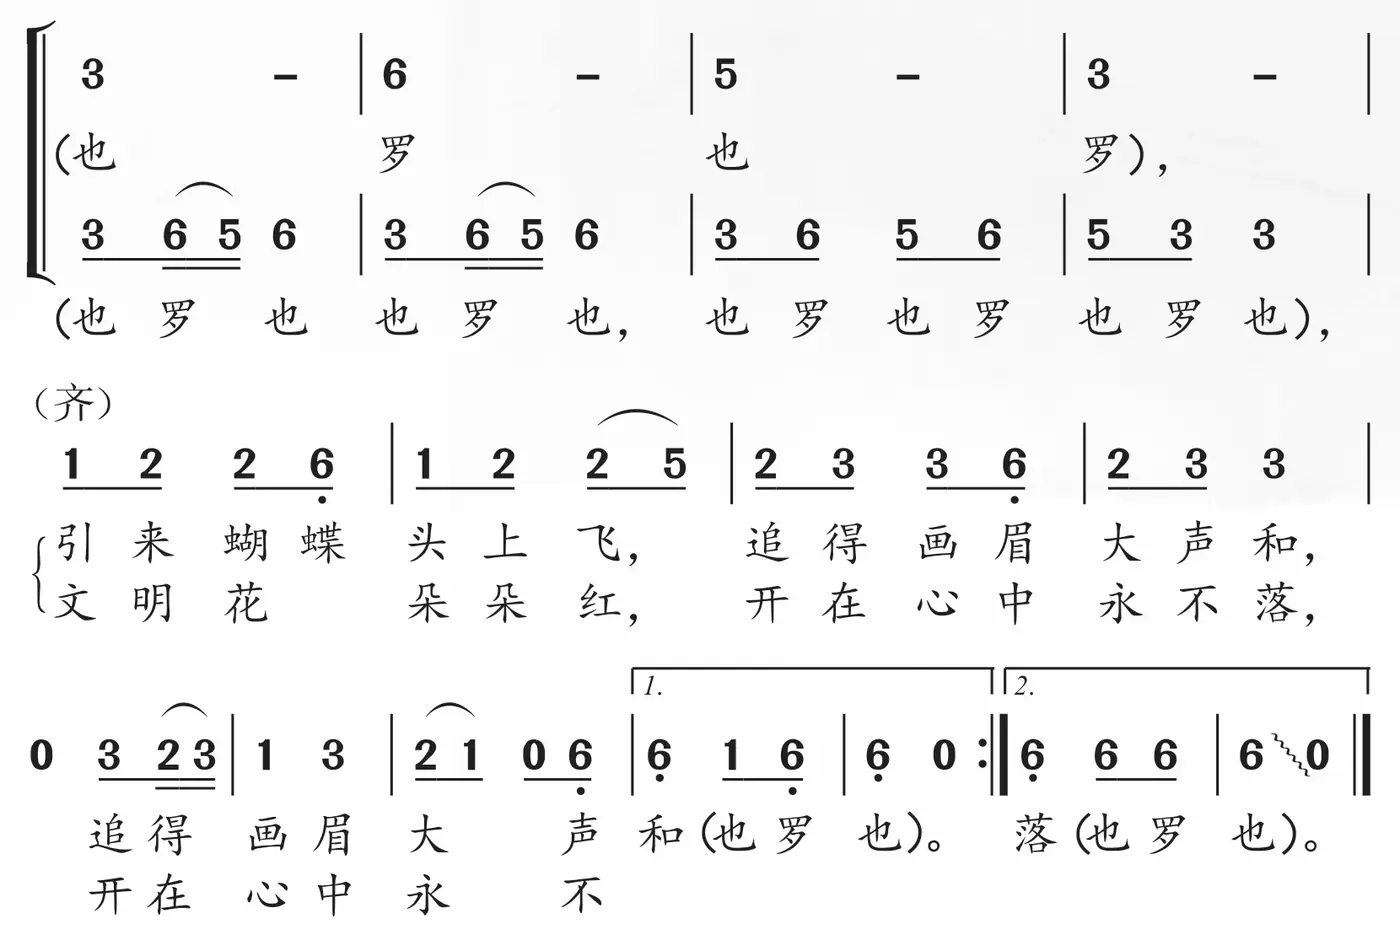 3 – | 6 – | 5 – | 3 – |
(也 罗 也 罗),
3 6 5 6 | 3 6 5 6 | 3 6 5 6 | 5 3 3 |
(也 罗 也 也 罗 也, 也 罗 也 罗 也 罗 也),
(齐)
1 2 2 6 | 1 2 2 5 | 2 3 3 6 | 2 3 3 |
引 来 蝴 蝶 头 上 飞, 追 得 画 眉 大 声 和,
文 明 花 朵 朵 红, 开 在 心 中 永 不 落,
1. 2.
0 3 2 3 | 1 3 | 2 1 0 6 | 6 1 6 | 6 0 :| 6 6 6 | 6 0 |
追 得 画 眉 大 声 和 (也 罗 也)。 落 (也 罗 也)。
开 在 心 中 永 不